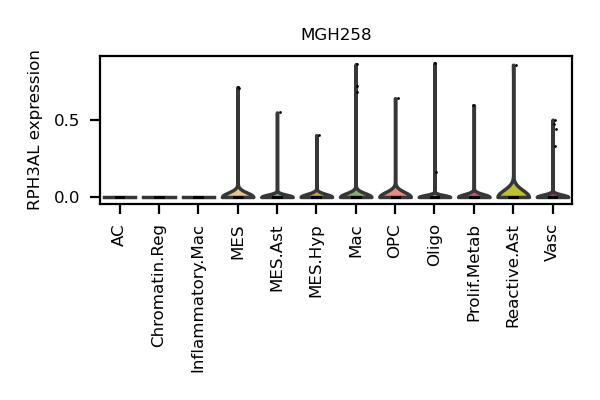 MGH258
RPH3AL expression
0.5
0.0
AC
Chromatin.Reg
Inflammatory.Mac
MES
MES.Ast
MES.Hyp
Mac
OPC
Oligo
Prolif.Metab
Reactive.Ast
Vasc